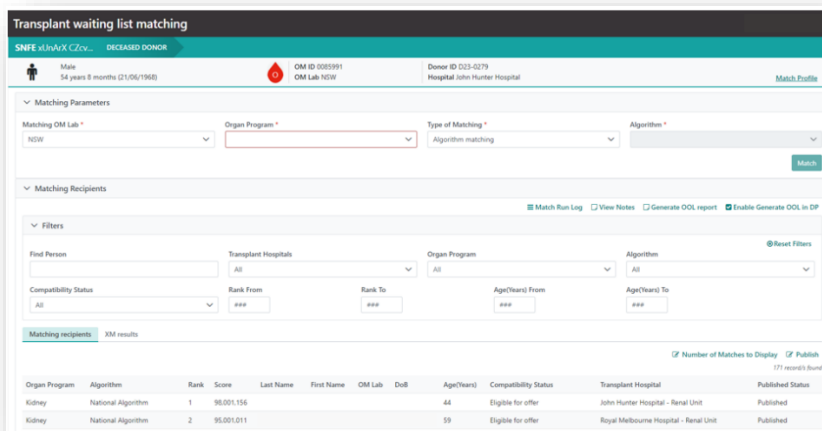 Transplant waiting list matching
SNFE xUnArX CZcv... DECEASED DONOR
Male OM ID 0085991 Donor ID D23-0279
O
54 years 8 months (21/06/1968) OM Lab NSW Hospital John Hunter Hospital Match Profile
Matching Parameters
Matching OM Lab * Organ Program * Type of Matching * Algorithm *
NSW Algorithm matching
Match
Matching Recipients
Match Run Log View Notes Generate OOL report Enable Generate OOL in DP
Filters
Reset Filters
Find Person Transplant Hospitals Organ Program Algorithm
All All All
Compatibility Status Rank From Rank To Age(Years) From Age(Years) To
All ### ### ### ###
Matching recipients XM results
Number of Matches to Display Publish
171 record/s found
Organ Program Algorithm Rank Score Last Name First Name OM Lab DoB Age(Years) Compatibility Status Transplant Hospital Published Status
Kidney National Algorithm 1 98,001,156 44 Eligible for offer John Hunter Hospital - Renal Unit Published
Kidney National Algorithm 2 95,001,011 59 Eligible for offer Royal Melbourne Hospital - Renal Unit Published